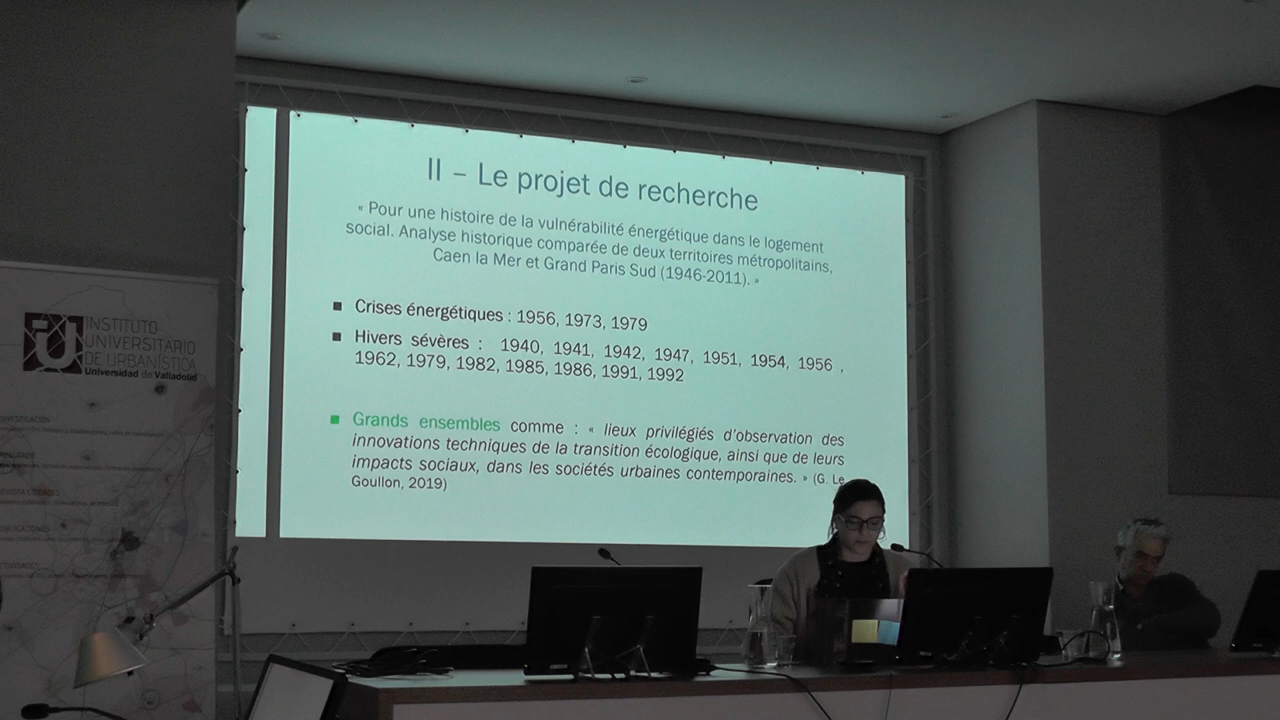 II – Le projet de recherche
« Pour une histoire de la vulnérabilité énergétique dans le logement
social. Analyse historique comparée de deux territoires métropolitains,
Caen la Mer et Grand Paris Sud (1946-2011). »
Crises énergétiques : 1956, 1973, 1979
Hivers sévères : 1940, 1941, 1942, 1947, 1951, 1954, 1956 ,
1962, 1979, 1982, 1985, 1986, 1991, 1992
Grands ensembles comme : « lieux privilégiés d'observation des
innovations techniques de la transition écologique, ainsi que de leurs
impacts sociaux, dans les sociétés urbaines contemporaines. » (G. Le
Goullon, 2019)
INSTITUTO
UNIVERSITARIO
DE URBANÍSTICA
Universidad de Valladolid